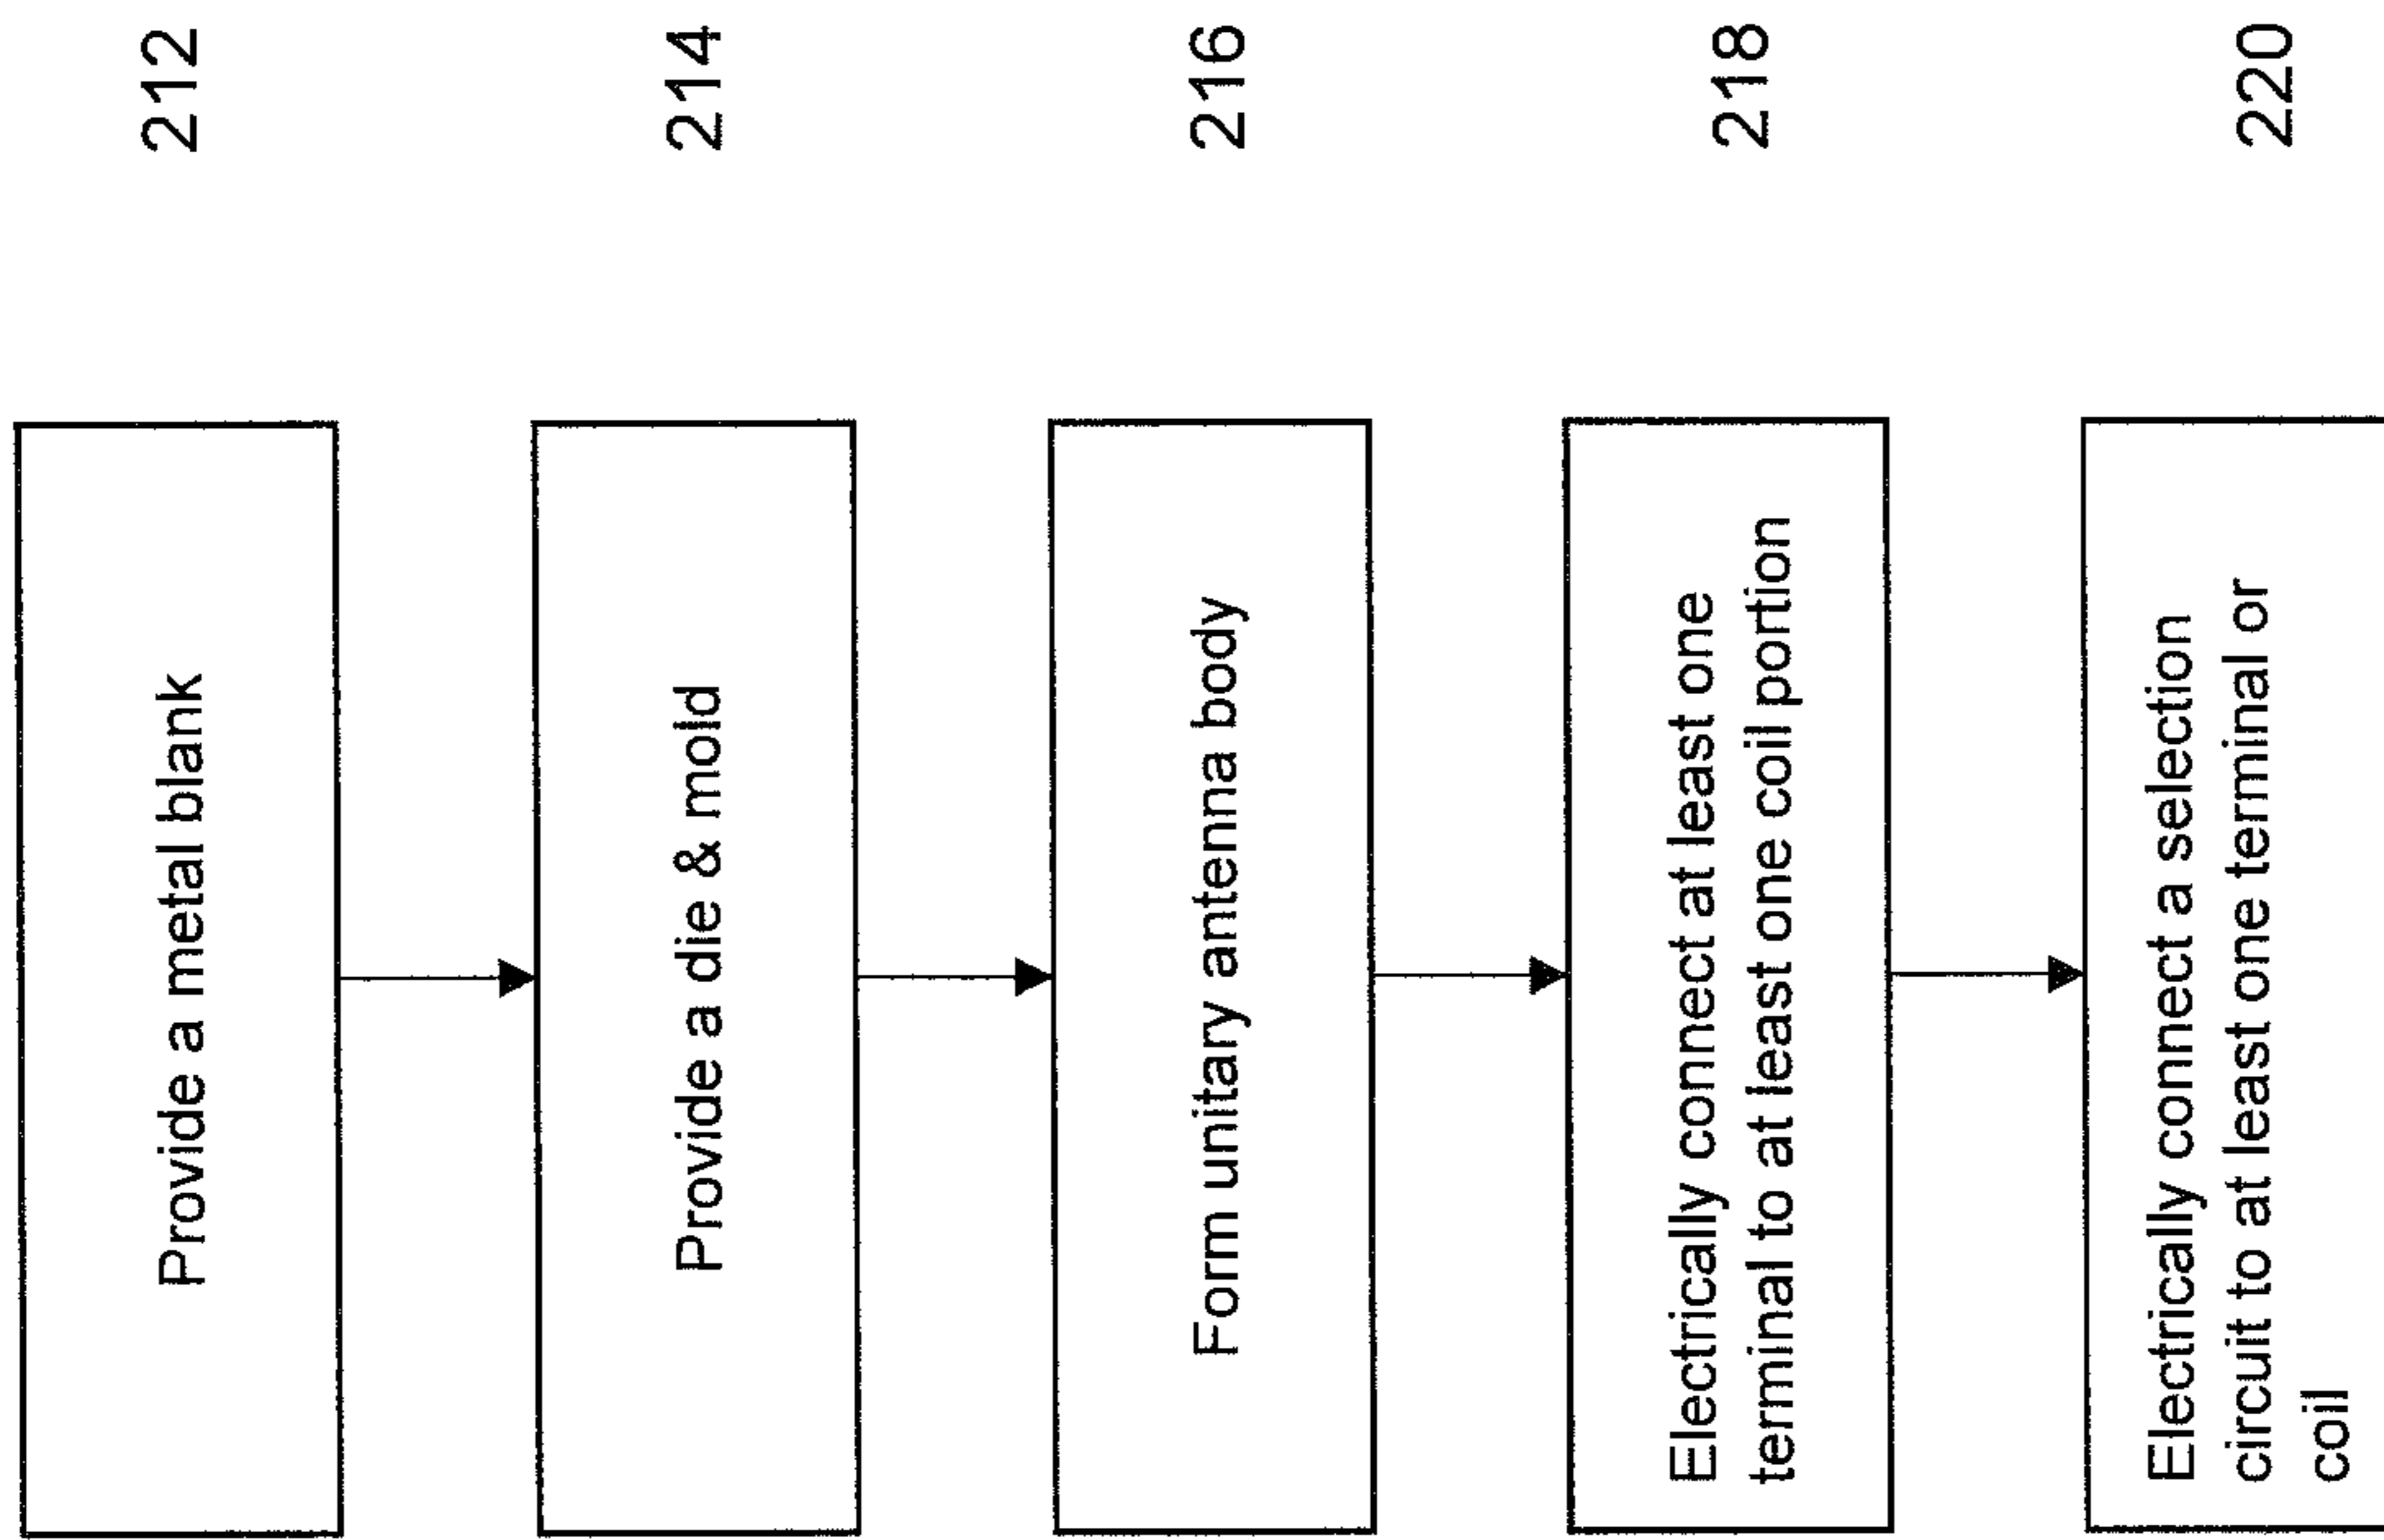 Provide a metal blank
212
Provide a die & mold
214
Form unitary antenna body
216
Electrically connect at least one
terminal to at least one coil portion
218
Electrically connect a selection
circuit to at least one terminal or
coil
220